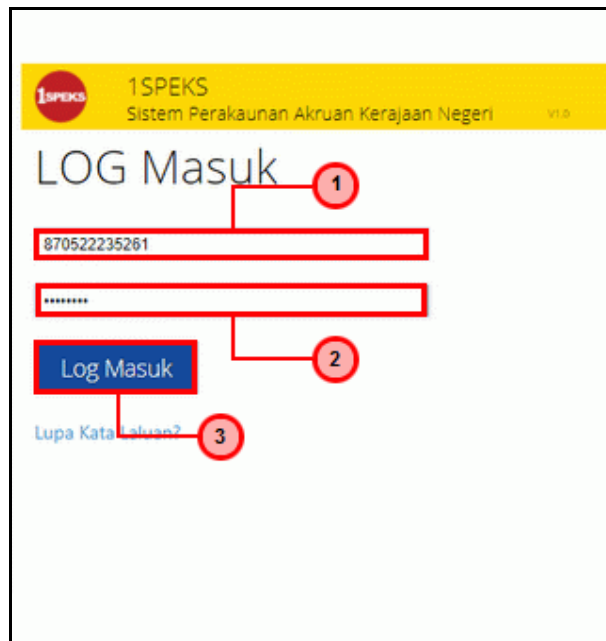 1SPEKS
1SPEKS
Sistem Perakaunan Akruan Kerajaan Negeri V1.0
LOG Masuk
1
870522235261
••••••••
2
Log Masuk
Lupa Kata Laluan?
3